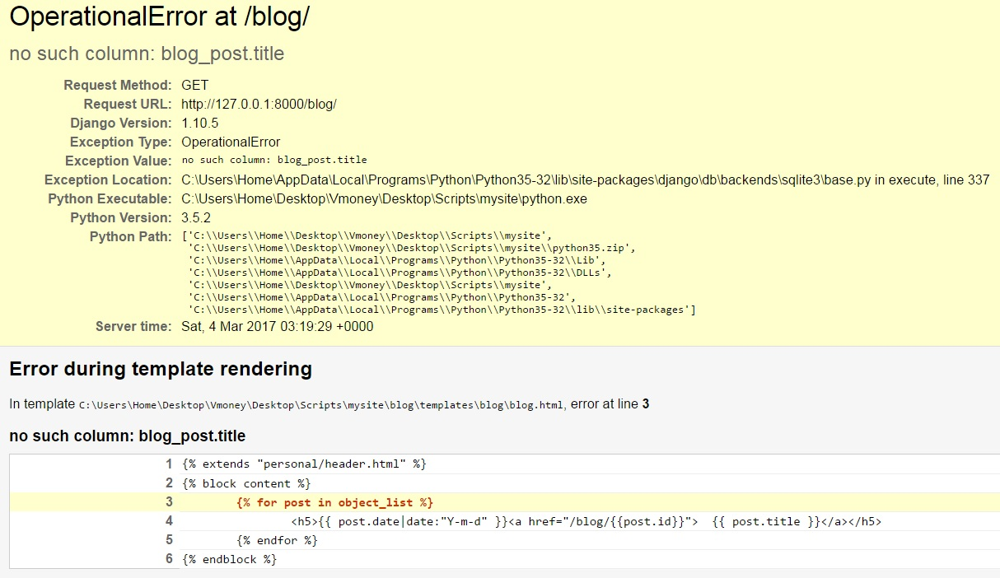 OperationalError at /blog/
no such column: blog_post.title
Request Method: GET
Request URL: http://127.0.0.1:8000/blog/
Django Version: 1.10.5
Exception Type: OperationalError
Exception Value: no such column: blog_post.title
Exception Location: C:\Users\Home\AppData\Local\Programs\Python\Python35-32\lib\site-packages\django\db\backends\sqlite3\base.py in execute, line 337
Python Executable: C:\Users\Home\Desktop\Vmoney\Desktop\Scripts\mysite\python.exe
Python Version: 3.5.2
Python Path: ['C:\\Users\\Home\\Desktop\\Vmoney\\Desktop\\Scripts\\mysite',
'C:\\Users\\Home\\Desktop\\Vmoney\\Desktop\\Scripts\\mysite\\python35.zip',
'C:\\Users\\Home\\AppData\\Local\\Programs\\Python\\Python35-32\\Lib',
'C:\\Users\\Home\\AppData\\Local\\Programs\\Python\\Python35-32\\DLLs',
'C:\\Users\\Home\\Desktop\\Vmoney\\Desktop\\Scripts\\mysite',
'C:\\Users\\Home\\AppData\\Local\\Programs\\Python\\Python35-32',
'C:\\Users\\Home\\AppData\\Local\\Programs\\Python\\Python35-32\\lib\\site-packages']
Server time: Sat, 4 Mar 2017 03:19:29 +0000
Error during template rendering
In template C:\Users\Home\Desktop\Vmoney\Desktop\Scripts\mysite\blog\templates\blog\blog.html, error at line 3
no such column: blog_post.title
1 {% extends "personal/header.html" %}
2 {% block content %}
3 {% for post in object_list %}
4 <h5>{{ post.date|date:"Y-m-d" }}<a href="/blog/{{post.id}}"> {{ post.title }}</a></h5>
5 {% endfor %}
6 {% endblock %}